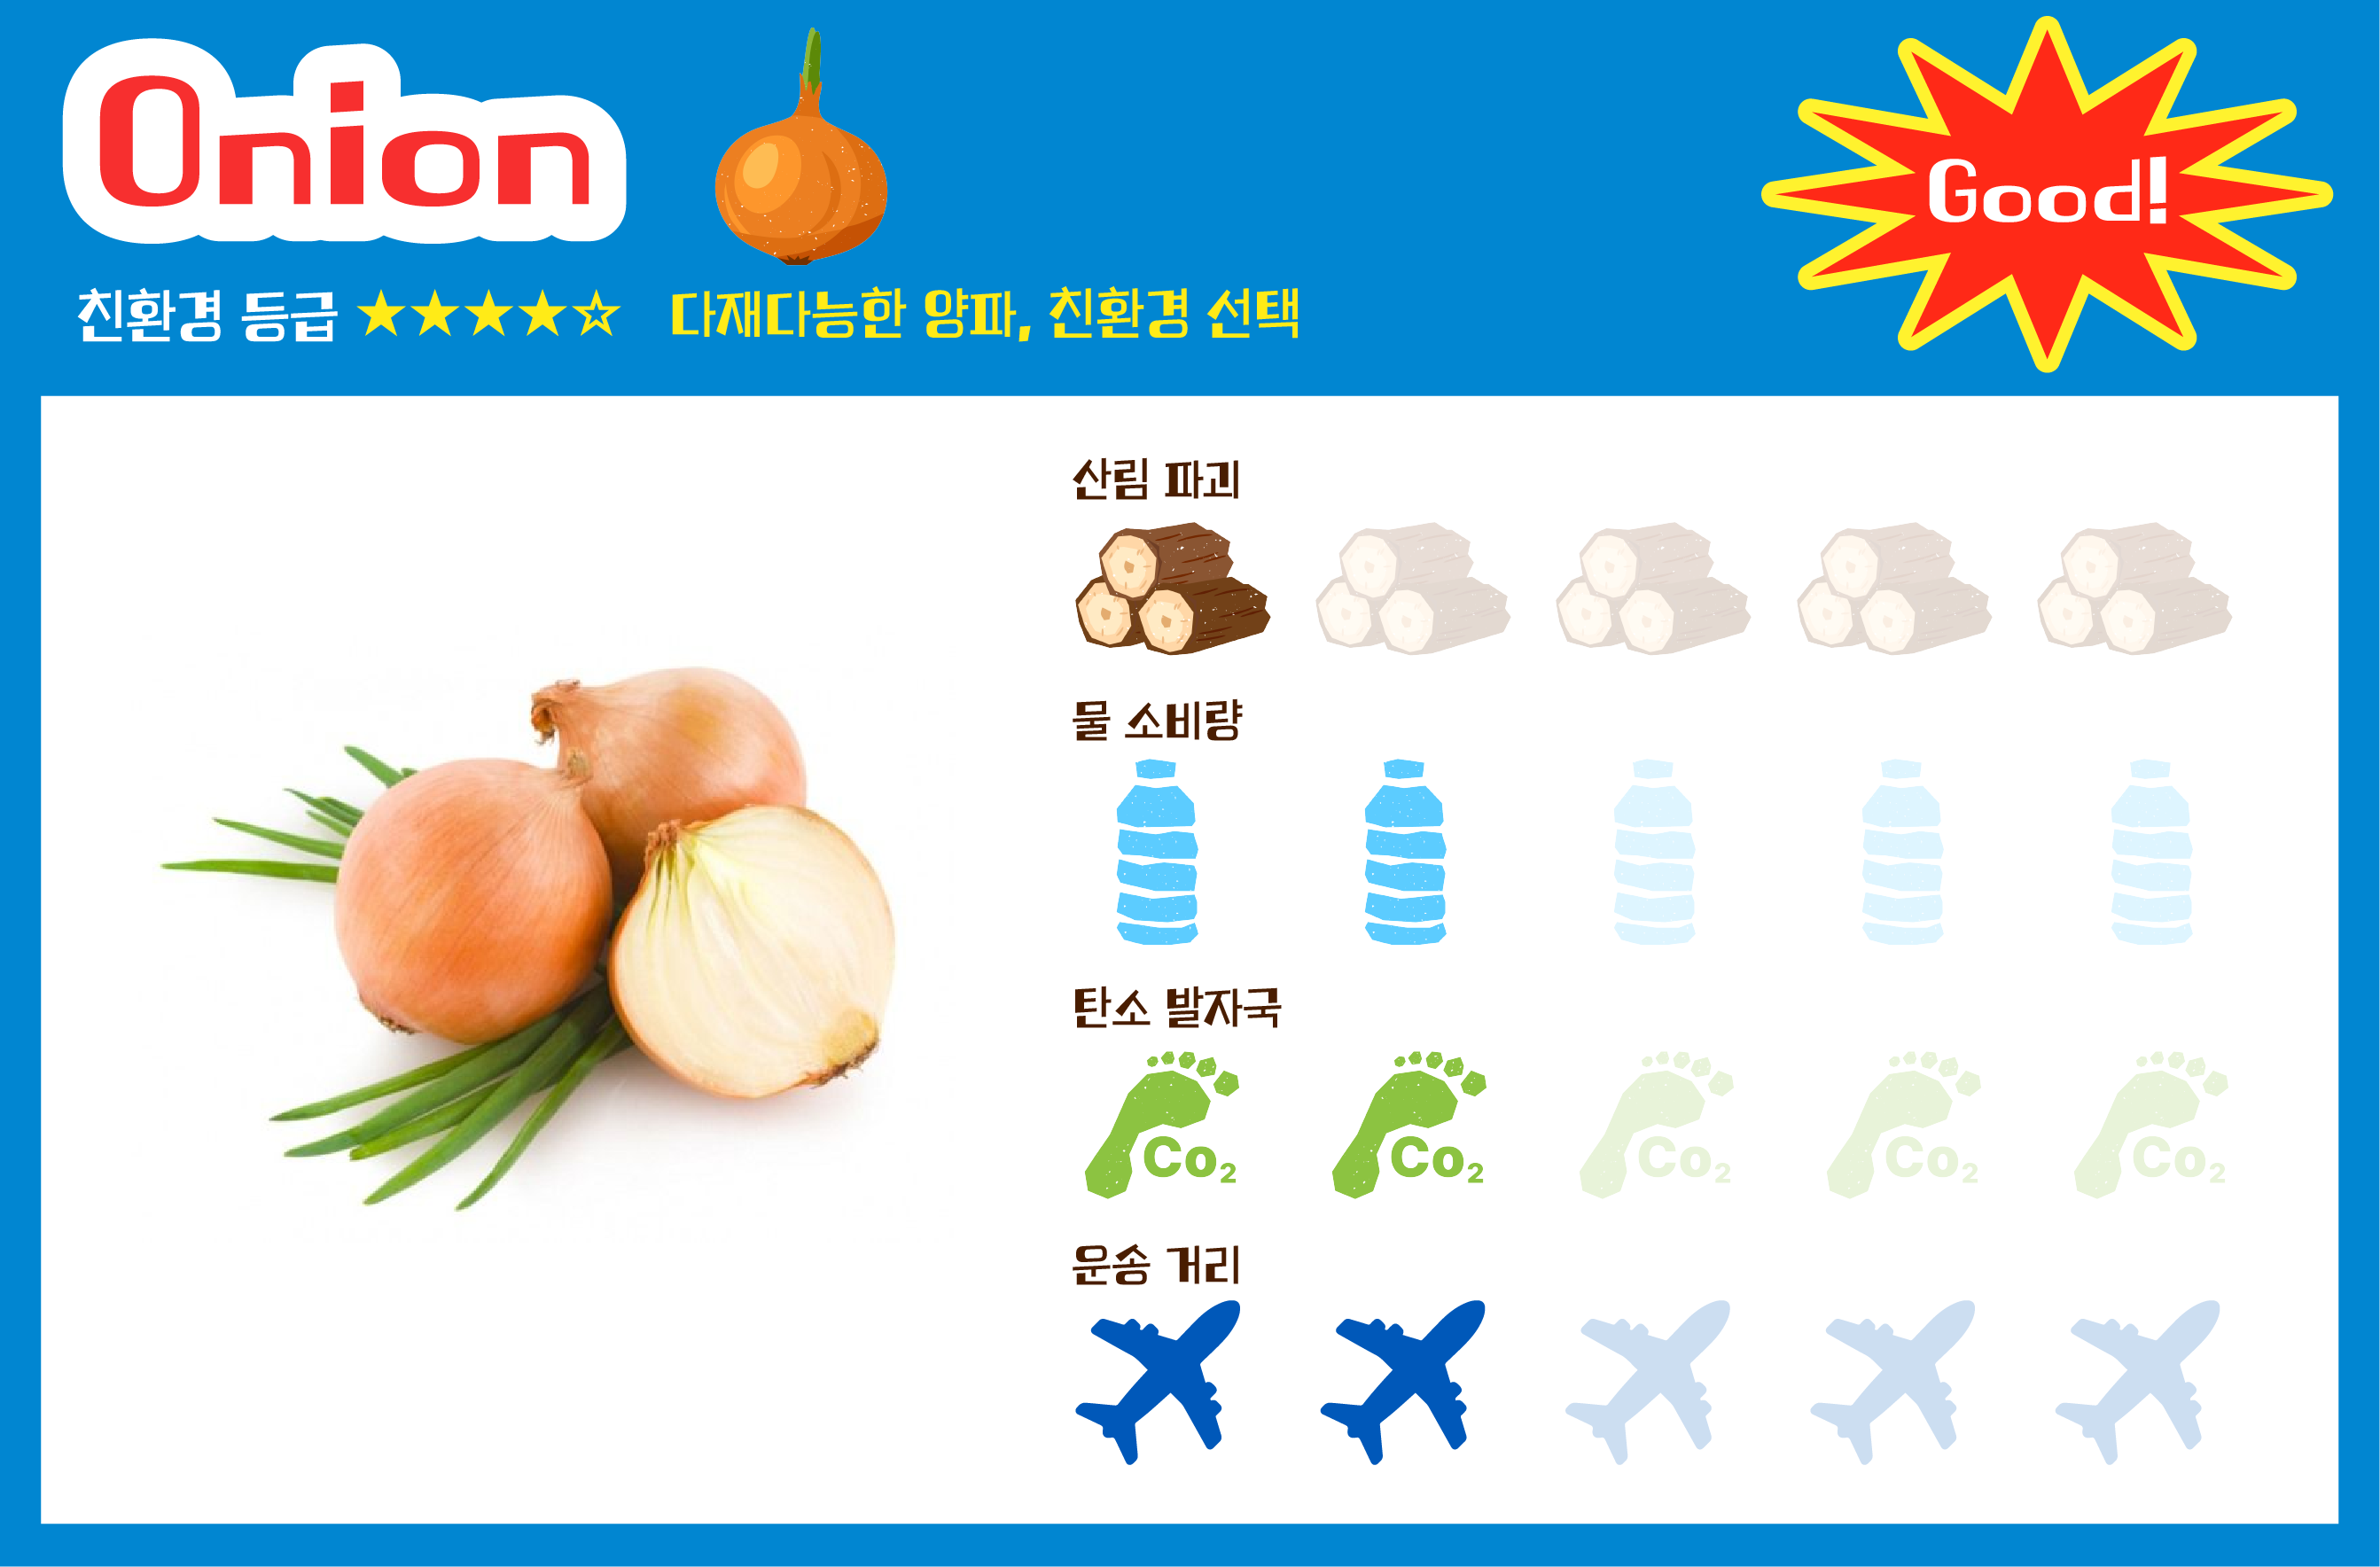 Onion
Good!
친환경 등급 ★★★★☆ 다재다능한 양파, 친환경 선택
산림 파괴
물 소비량
탄소 발자국
Co₂ Co₂ Co₂ Co₂ Co₂
운송 거리